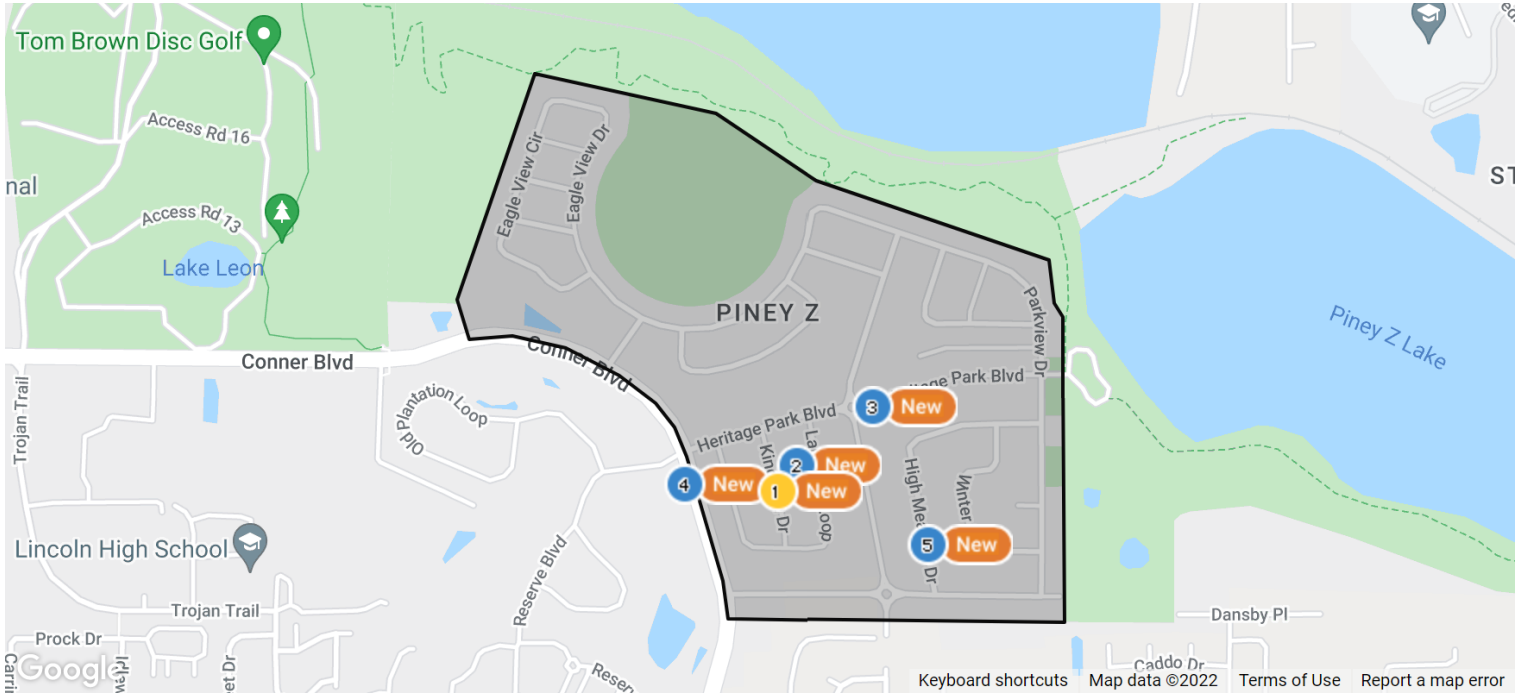 Tom Brown Disc Golf
Access Rd 16
Access Rd 13
nal
Lake Leon
Eagle View Cir
Eagle View Dr
PINEY Z
ST
Piney Z Lake
Parkview Dr
Conner Blvd
Conner Blvd
Trojan Trail
Old Plantation Loop
Heritage Park Blvd
Park Blvd
3 New
2 New
4 New
1 New
Dr
oop
Winter
5 New
Dr
Lincoln High School
Reserve Blvd
Trojan Trail
Prock Dr
et Dr
Reser
Dansby Pl
Caddo Dr
Google
Keyboard shortcuts
Map data ©2022
Terms of Use
Report a map error